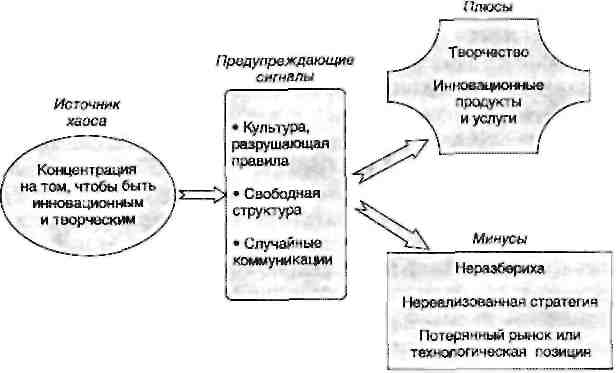 Источник
хаоса
Концентрация
на том, чтобы быть
инновационным
и творческим
Предупреждающие
сигналы
• Культура,
разрушающая
правила
• Свободная
структура
• Случайные
коммуникации
Плюсы
Творчество
Инновационные
продукты
и услуги
Минусы
Неразбериха
Нереализованная стратегия
Потерянный рынок или
технологическая позиция